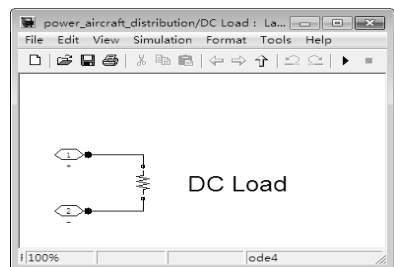 power_aircraft_distribution/DC Load : La...
File Edit View Simulation Format Tools Help
1
+
DC Load
2
−
100%
ode4